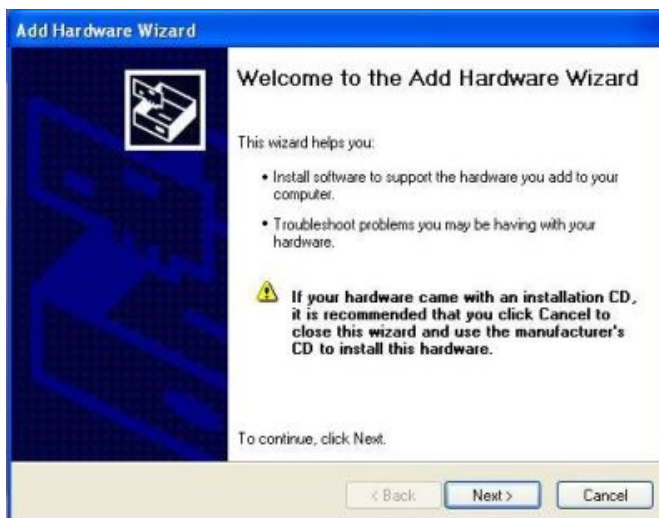 Add Hardware Wizard
Welcome to the Add Hardware Wizard
This wizard helps you:
• Install software to support the hardware you add to your
computer.
• Troubleshoot problems you may be having with your
hardware.
If your hardware came with an installation CD,
it is recommended that you click Cancel to
close this wizard and use the manufacturer's
CD to install this hardware.
To continue, click Next.
< Back Next > Cancel